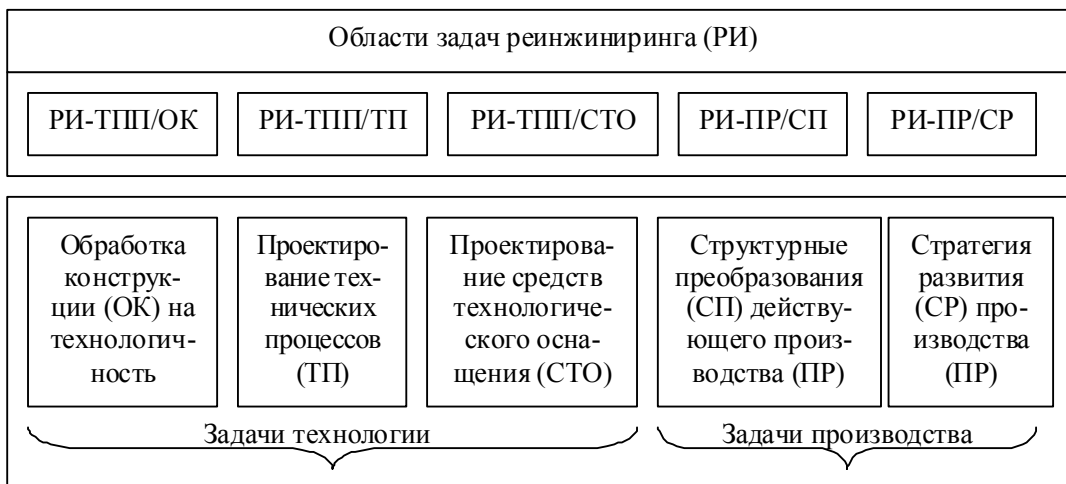 Области задач реинжиниринга (РИ)
РИ-ТПП/ОК
РИ-ТПП/ТП
РИ-ТПП/СТО
РИ-ПР/СП
РИ-ПР/СР
Обработка
конструк-
ции (ОК) на
технологич-
ность
Проектиро-
вание тех-
нических
процессов
(ТП)
Проектирова-
ние средств
технологиче-
ского осна-
щения (СТО)
Структурные
преобразования
(СП) действу-
ющего произ-
водства (ПР)
Стратегия
развития
(СР) про-
изводства
(ПР)
Задачи технологии
Задачи производства